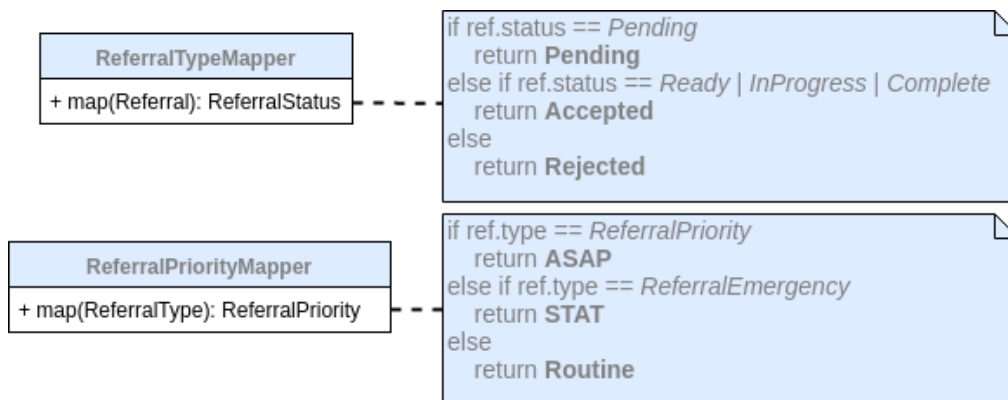 ReferralTypeMapper
+ map(Referral): ReferralStatus
if ref.status == Pending
return Pending
else if ref.status == Ready | InProgress | Complete
return Accepted
else
return Rejected
ReferralPriorityMapper
+ map(ReferralType): ReferralPriority
if ref.type == ReferralPriority
return ASAP
else if ref.type == ReferralEmergency
return STAT
else
return Routine